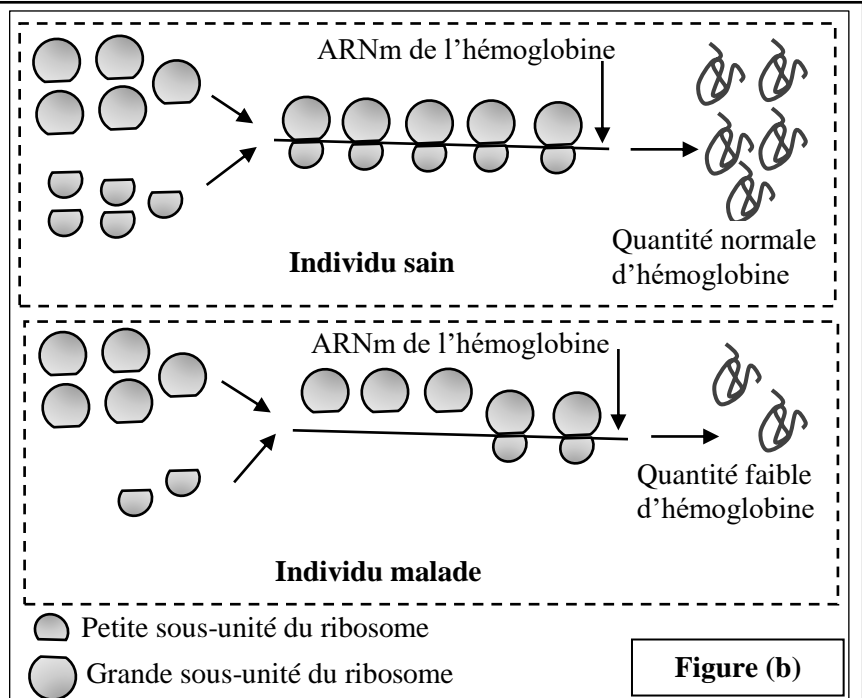 ARNm de l’hémoglobine
Quantité normale
d’hémoglobine
Individu sain
ARNm de l’hémoglobine
Quantité faible
d’hémoglobine
Individu malade
Petite sous-unité du ribosome
Grande sous-unité du ribosome
Figure (b)